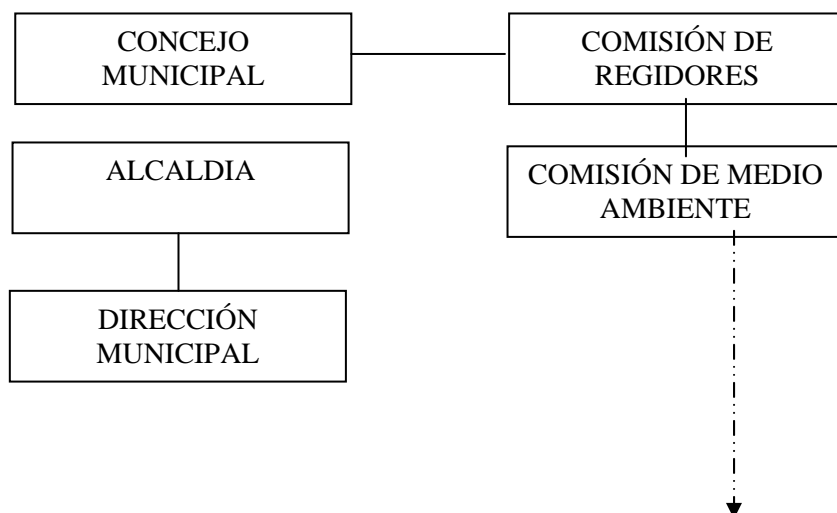 CONCEJO
MUNICIPAL
COMISIÓN DE
REGIDORES
ALCALDIA
COMISIÓN DE MEDIO
AMBIENTE
DIRECCIÓN
MUNICIPAL